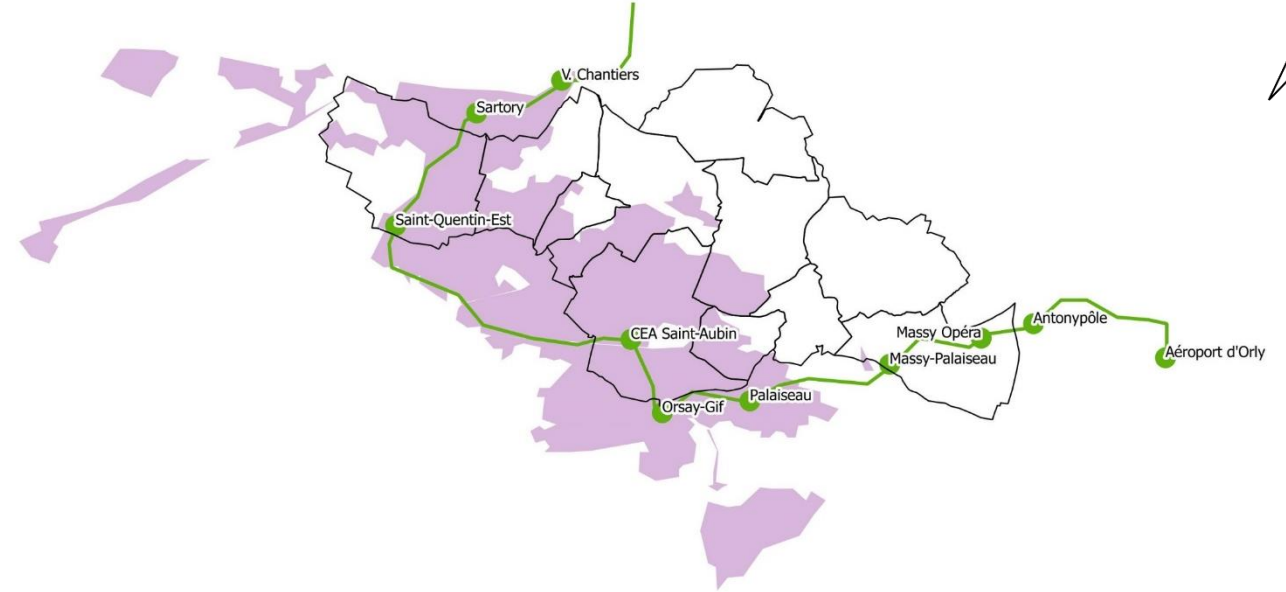 V. Chantiers
Sartory
Saint-Quentin-Est
CEA Saint-Aubin
Massy Opéra
Antonypôle
Massy-Palaiseau
Aéroport d'Orly
Palaiseau
Orsay-Gif